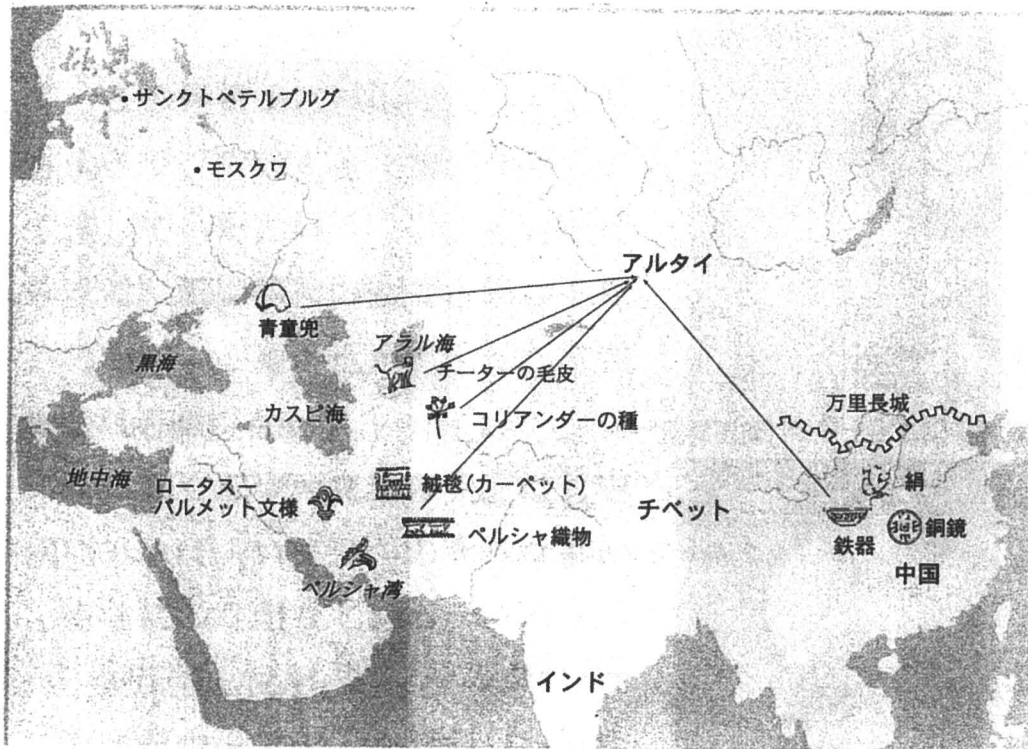 ・サンクトペテルブルグ
・モスクワ
アルタイ
青童兜
黒海
アラル海
チーターの毛皮
カスピ海
コリアンダーの種
万里長城
地中海
ロータスー
パルメット文様
絨毯(カーペット)
チベット
絹
ペルシャ織物
鉄器
銅鏡
中国
ペルシャ湾
インド